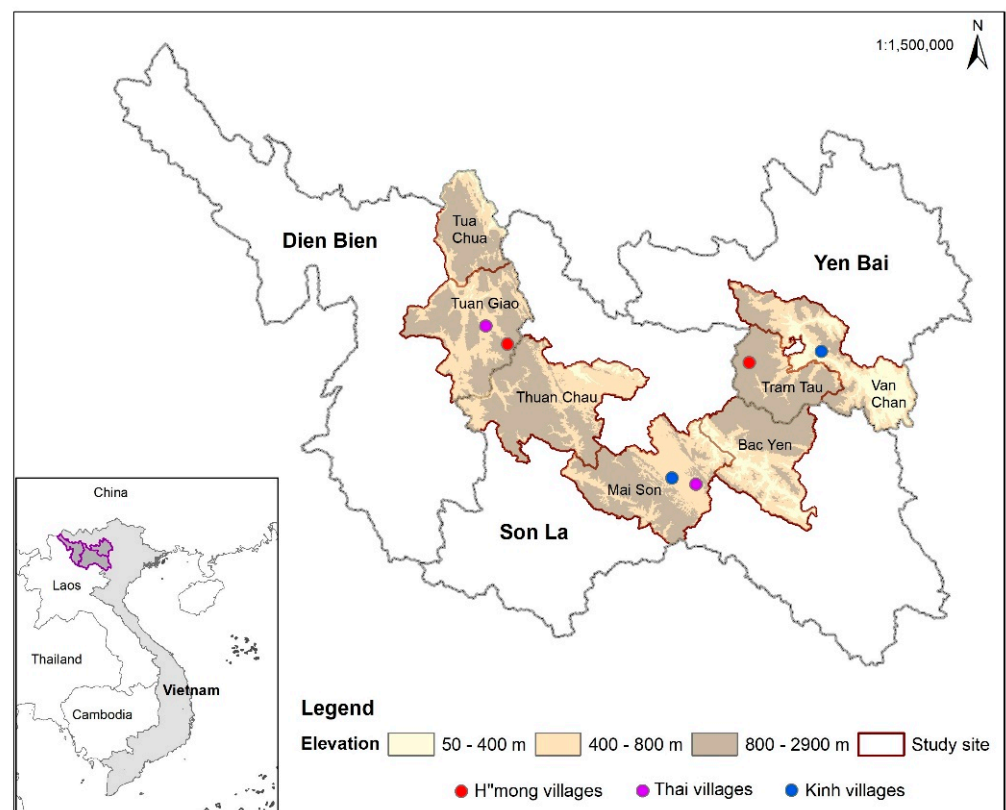 N
1:1,500,000
Tua
Chua
Dien Bien
Yen Bai
Tuan Giao
Thuan Chau
Tram Tau
Van
Chan
Bac Yen
Mai Son
Son La
China
Laos
Thailand
Vietnam
Cambodia
Legend
Elevation 50 - 400 m 400 - 800 m 800 - 2900 m Study site
H"mong villages Thai villages Kinh villages